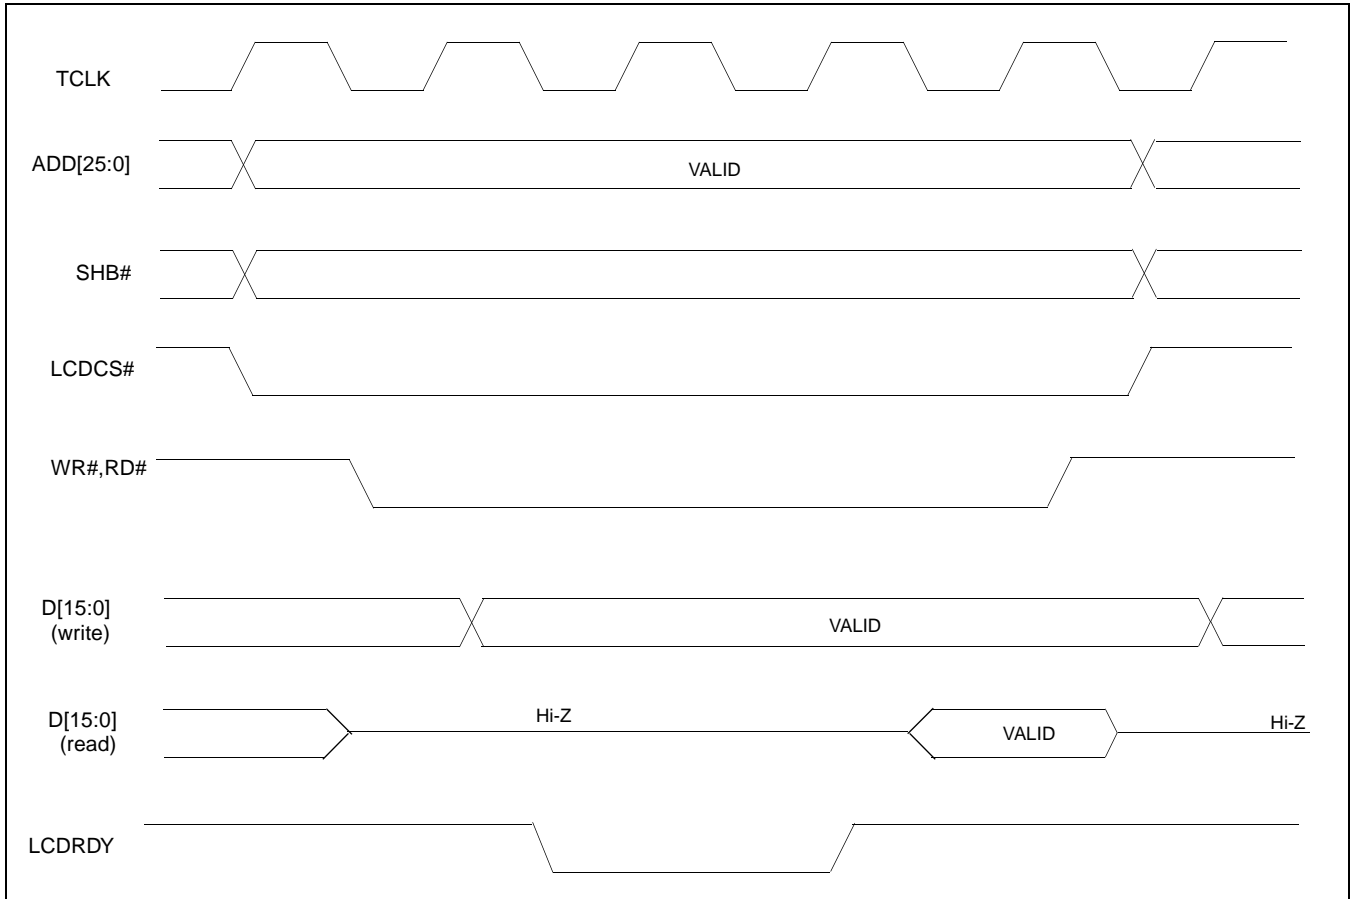 TCLK
ADD[25:0]
VALID
SHB#
LCDCS#
WR#,RD#
D[15:0]
(write)
VALID
D[15:0]
(read)
Hi-Z
VALID
Hi-Z
LCDRDY